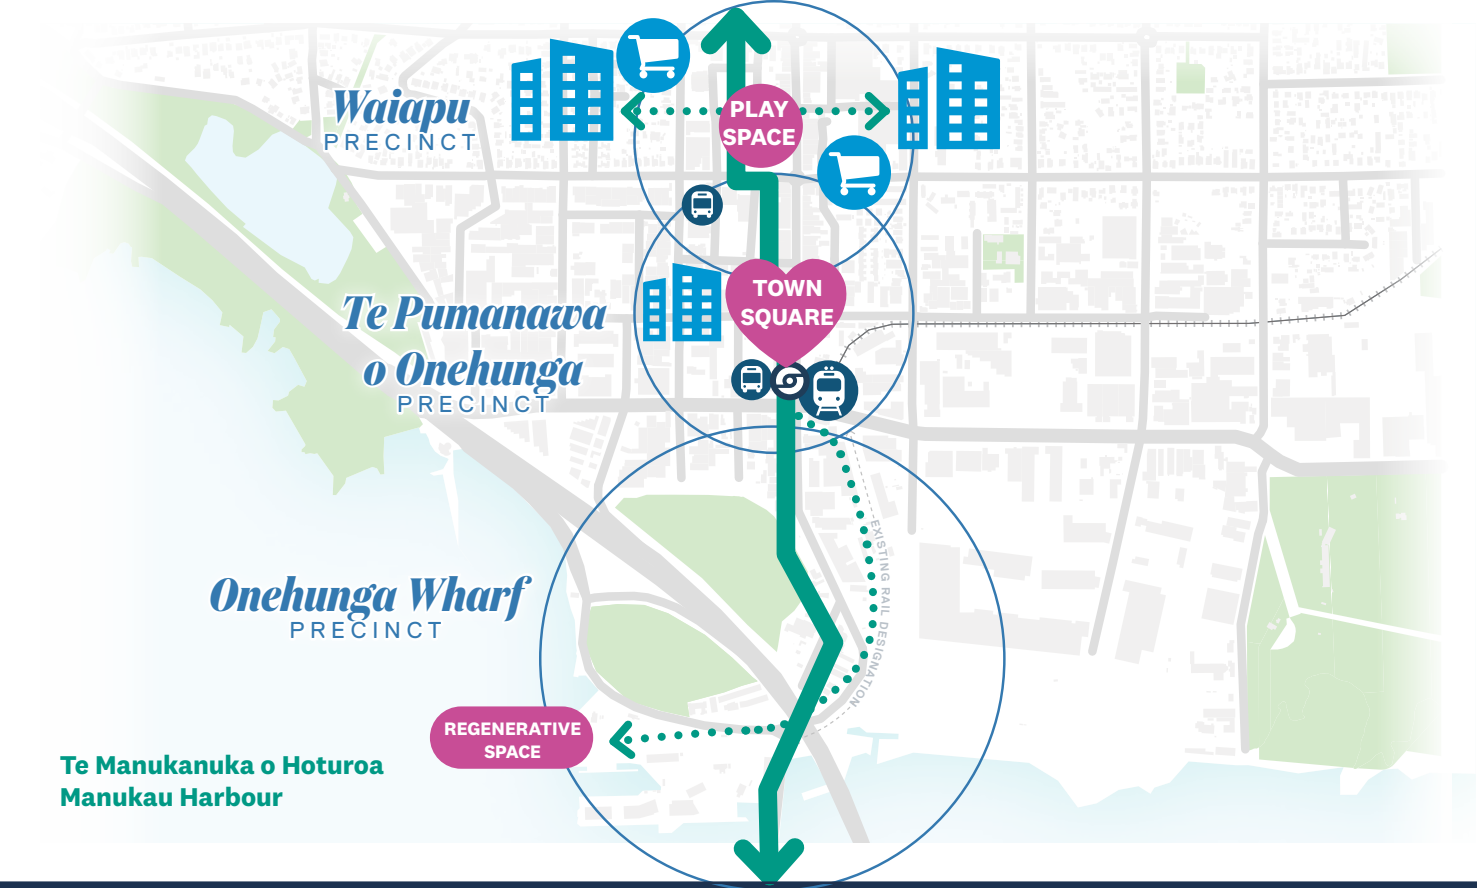 Waiapu
PRECINCT
PLAY
SPACE
TOWN
SQUARE
Te Pumanawa
o Onehunga
PRECINCT
EXISTING RAIL DESIGNATION
Onehunga Wharf
PRECINCT
REGENERATIVE
SPACE
Te Manukanuka o Hoturoa
Manukau Harbour